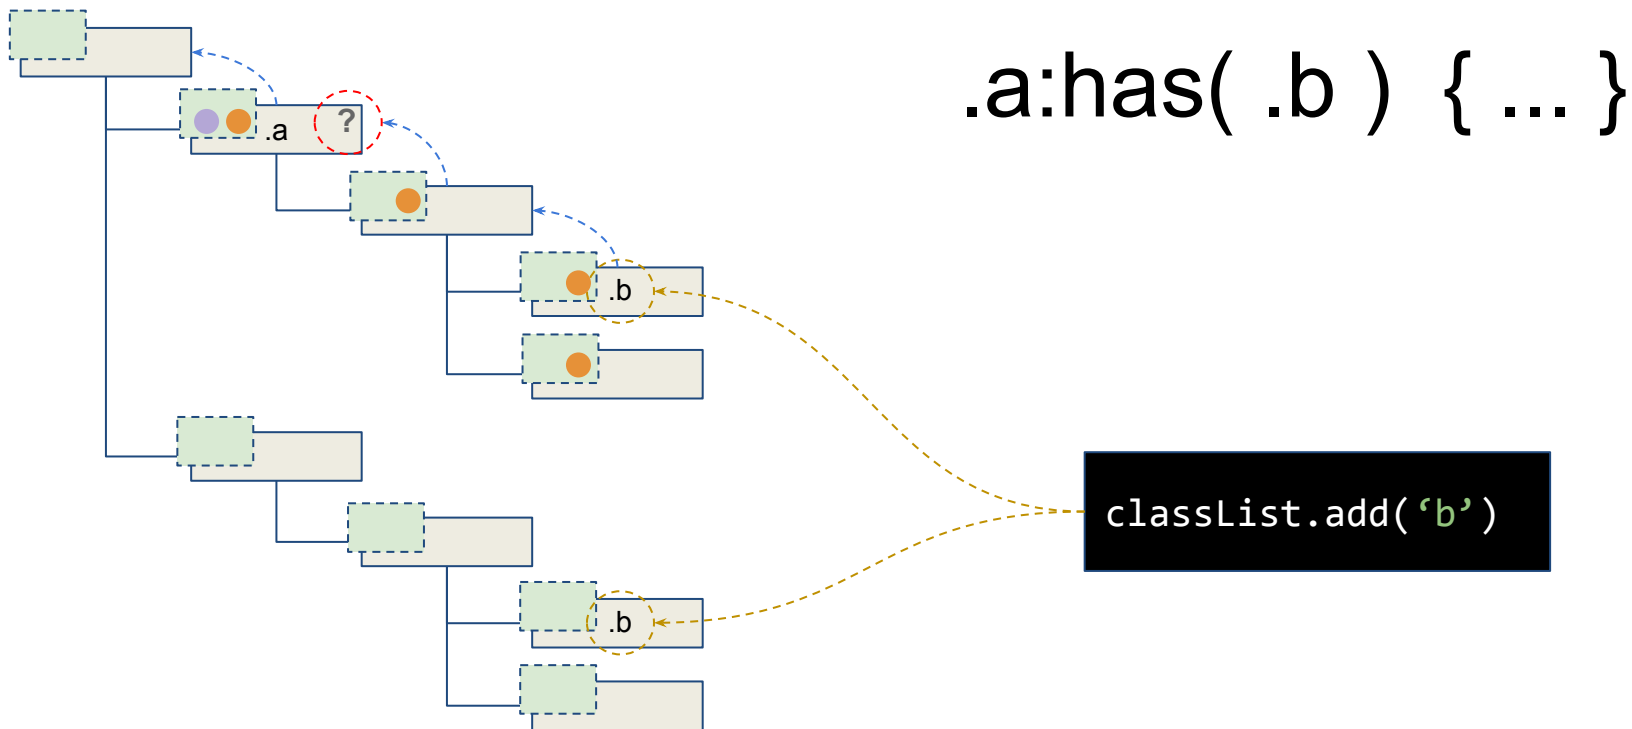 .a:has( .b ) { ... }
.a ?
.b
classList.add(‘b’)
.b